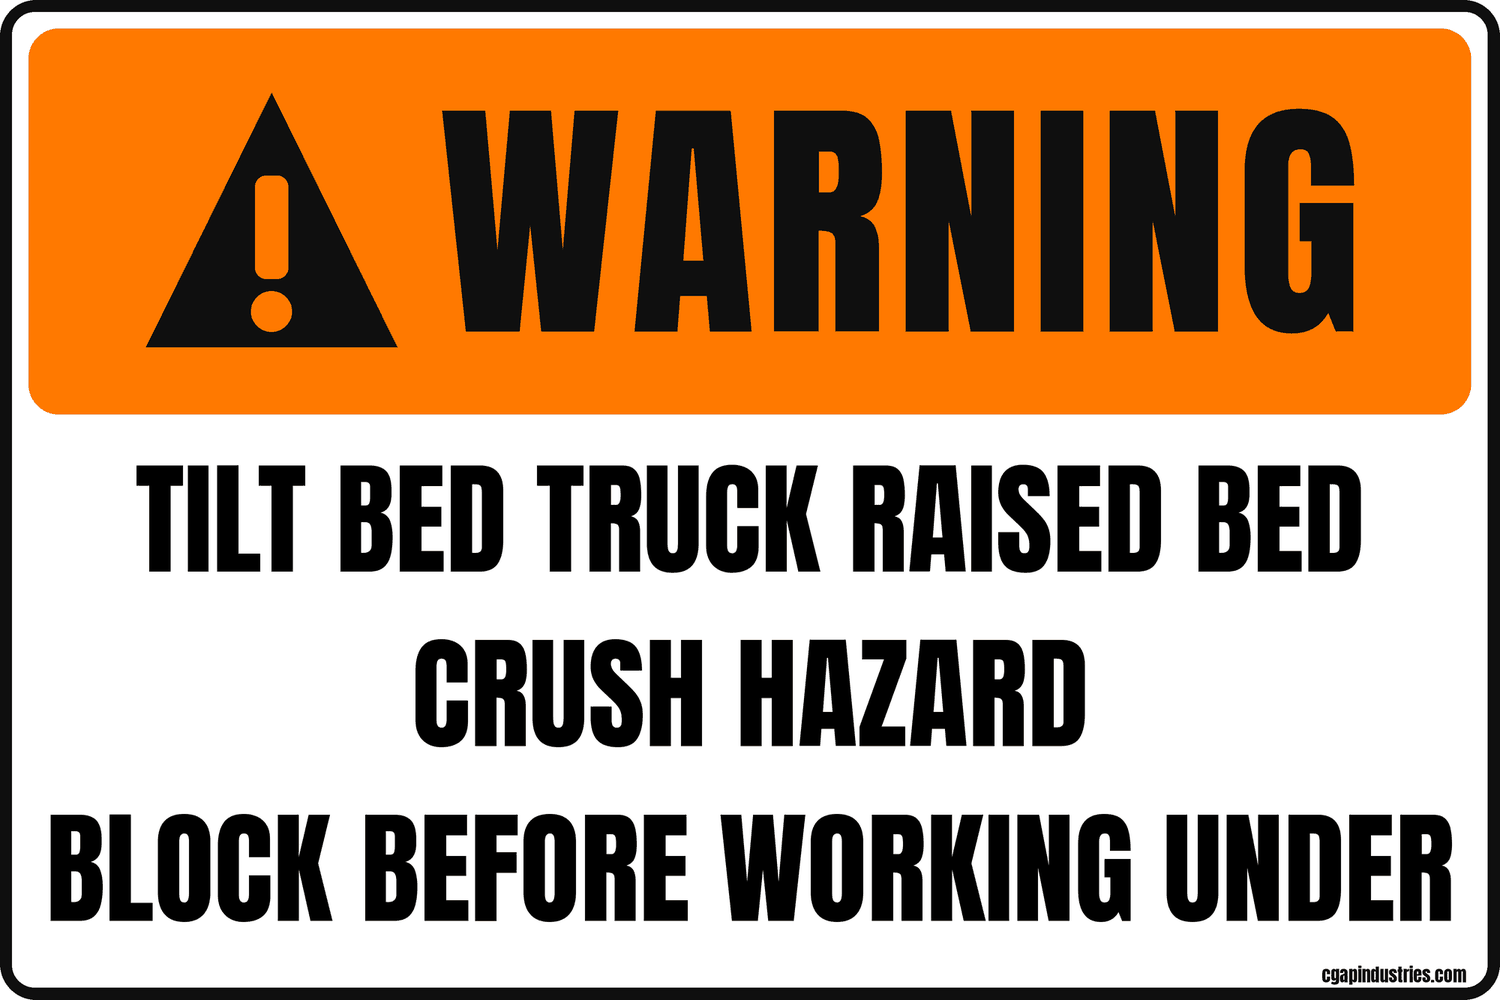 WARNING
TILT BED TRUCK RAISED BED
CRUSH HAZARD
BLOCK BEFORE WORKING UNDER
cgapindustries.com